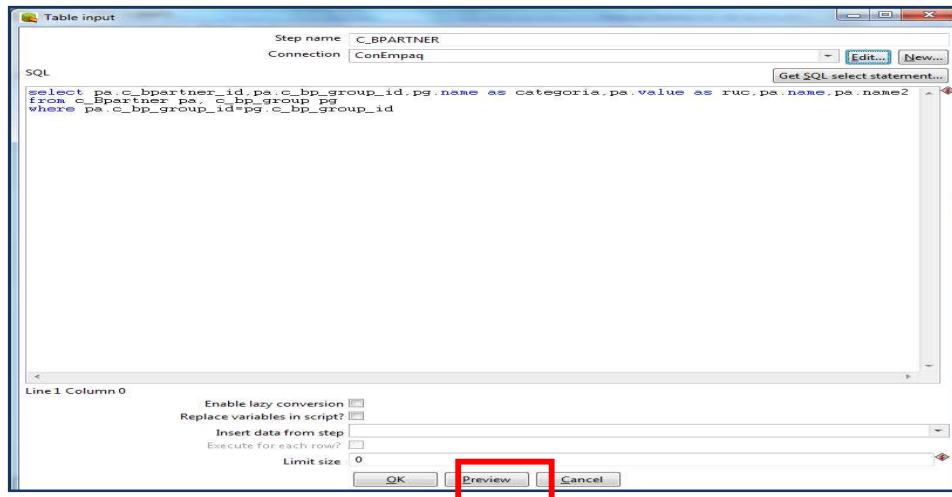 Table input
Step name C_BPARTNER
Connection ConEmpaq Edit... New...
SQL Get SQL select statement...
select pa.c_bpartner_id,pa.c_bp_group_id,pg.name as categoria,pa.value as ruc,pa.name,pa.name2
from c_Bpartner pa, c_bp_group pg
where pa.c_bp_group_id=pg.c_bp_group_id
Line 1 Column 0
Enable lazy conversion
Replace variables in script?
Insert data from step
Execute for each row?
Limit size 0
OK Preview Cancel